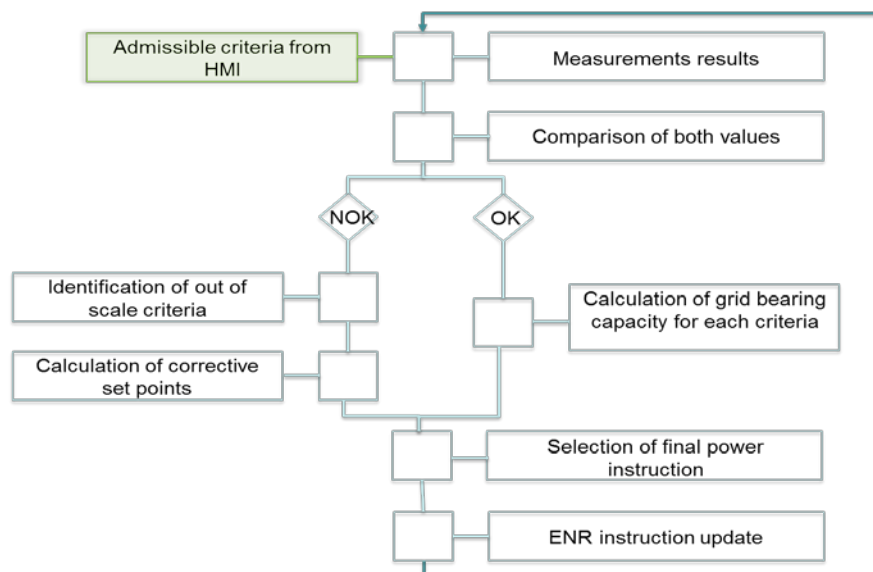 Admissible criteria from
HMI
Measurements results
Comparison of both values
NOK
OK
Identification of out of
scale criteria
Calculation of grid bearing
capacity for each criteria
Calculation of corrective
set points
Selection of final power
instruction
ENR instruction update